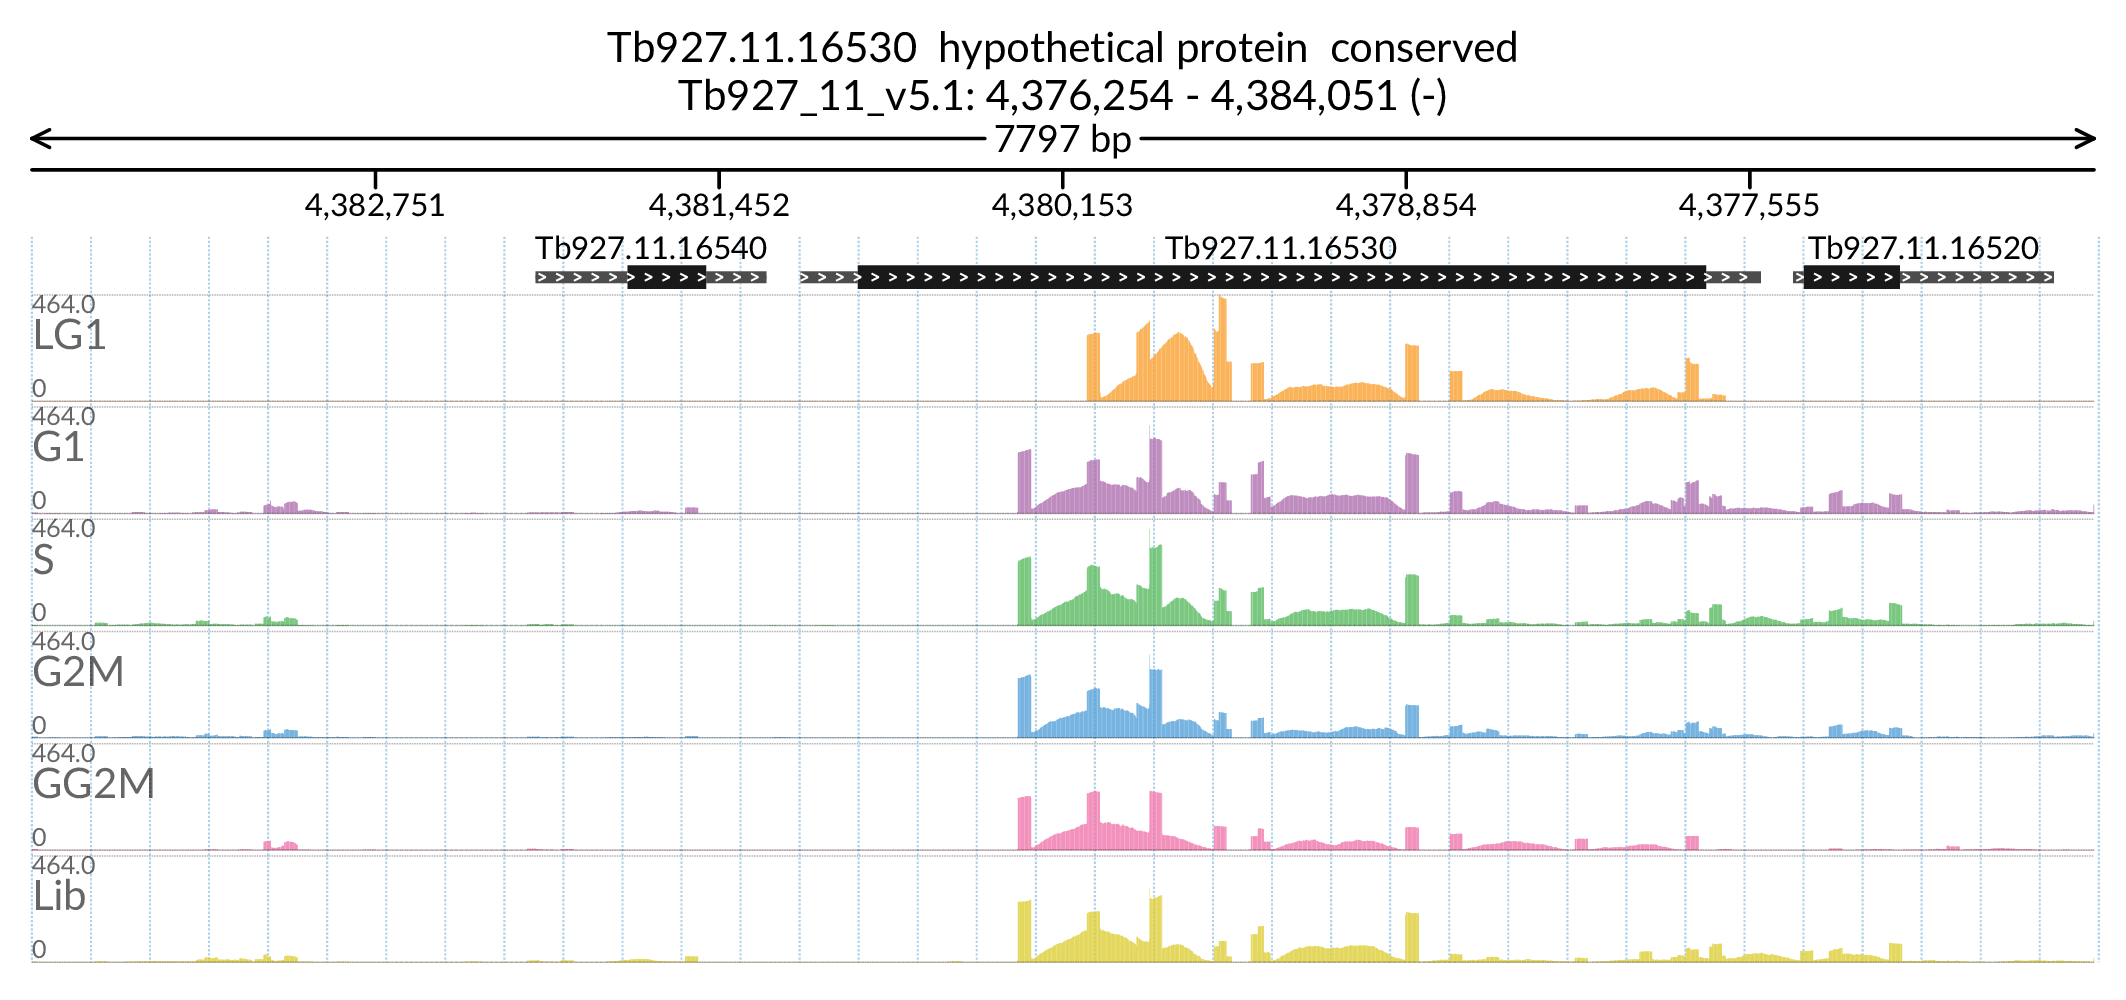 Tb927.11.16530 hypothetical protein conserved
Tb927_11_v5.1: 4,376,254 - 4,384,051 (-)
7797 bp
4,382,751 4,381,452 4,380,153 4,378,854 4,377,555
Tb927.11.16540 Tb927.11.16530 Tb927.11.16520
464.0
LG1
0
464.0
G1
0
464.0
S
0
464.0
G2M
0
464.0
GG2M
0
464.0
Lib
0